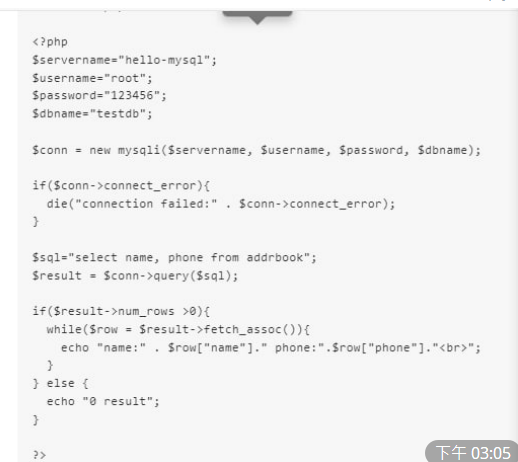 <?php
$servername="hello-mysql";
$username="root";
$password="123456";
$dbname="testdb";
$conn = new mysqli($servername, $username, $password, $dbname);
if($conn->connect_error){
die("connection failed:" . $conn->connect_error);
}
$sql="select name, phone from addrbook";
$result = $conn->query($sql);
if($result->num_rows >0){
while($row = $result->fetch_assoc()){
echo "name:" . $row["name"]." phone:".$row["phone"]."<br>";
}
} else {
echo "0 result";
}
?>
下午 03:05